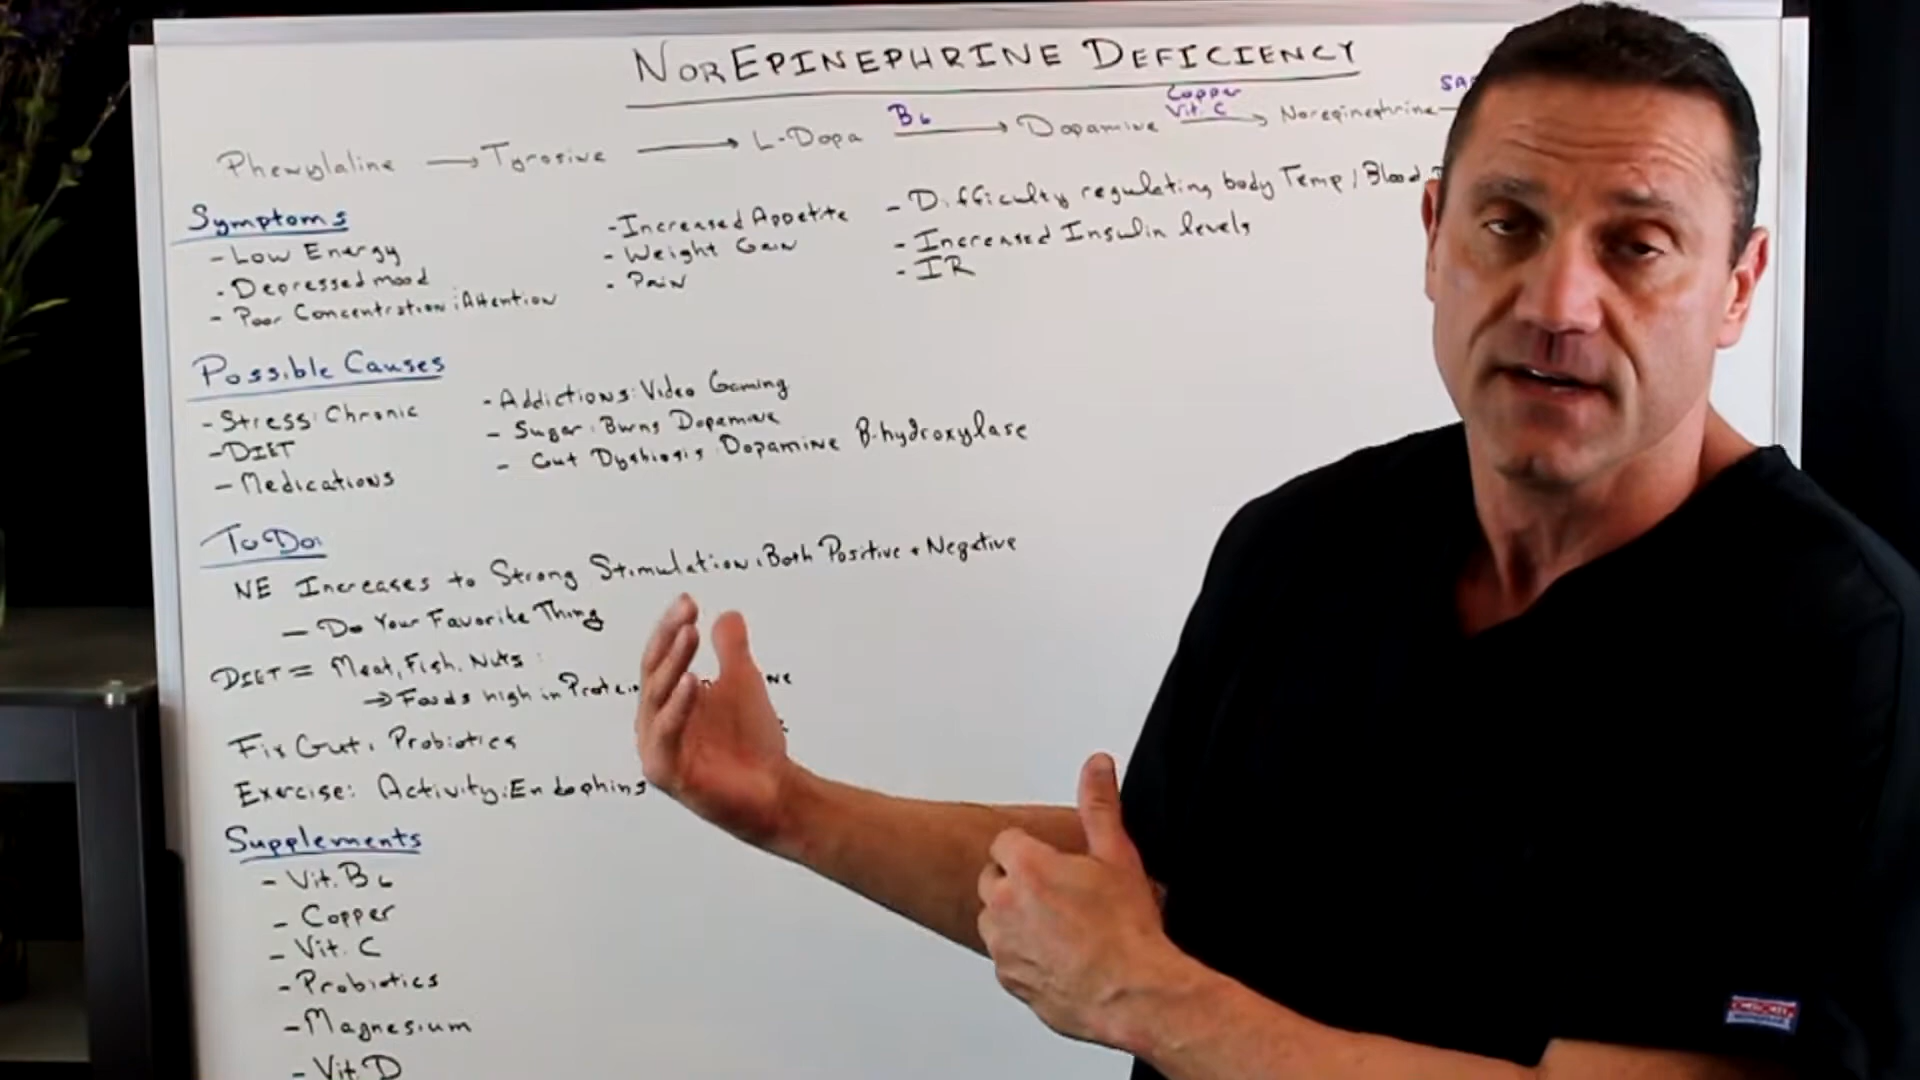 NOREPINEPHRINE DEFICIENCY
Phenylaline → Tyrosine → L-Dopa B6 → Dopamine Copper Vit. C → Norepinephrine
Symptoms
- Low Energy
- Depressed mood
- Poor Concentration: Attention
- Increased Appetite
- Weight Gain
- Pain
- Difficulty regulating body Temp / Blood
- Increased Insulin levels
- IR
Possible Causes
- Stress: Chronic
- DIET
- Medications
- Addictions: Video Gaming
- Sugar: Burns Dopamine
- Gut Dysbiosis: Dopamine B-hydroxylase
To Do:
NE Increases to Strong Stimulation: Both Positive + Negative
- Do Your Favorite Thing
DIET = Meat, Fish, Nuts:
→ Foods high in Protein
Fix Gut: Probiotics
Exercise: Activity: Endophins
Supplements
- Vit. B6
- Copper
- Vit. C
- Probiotics
- Magnesium
- Vit. D